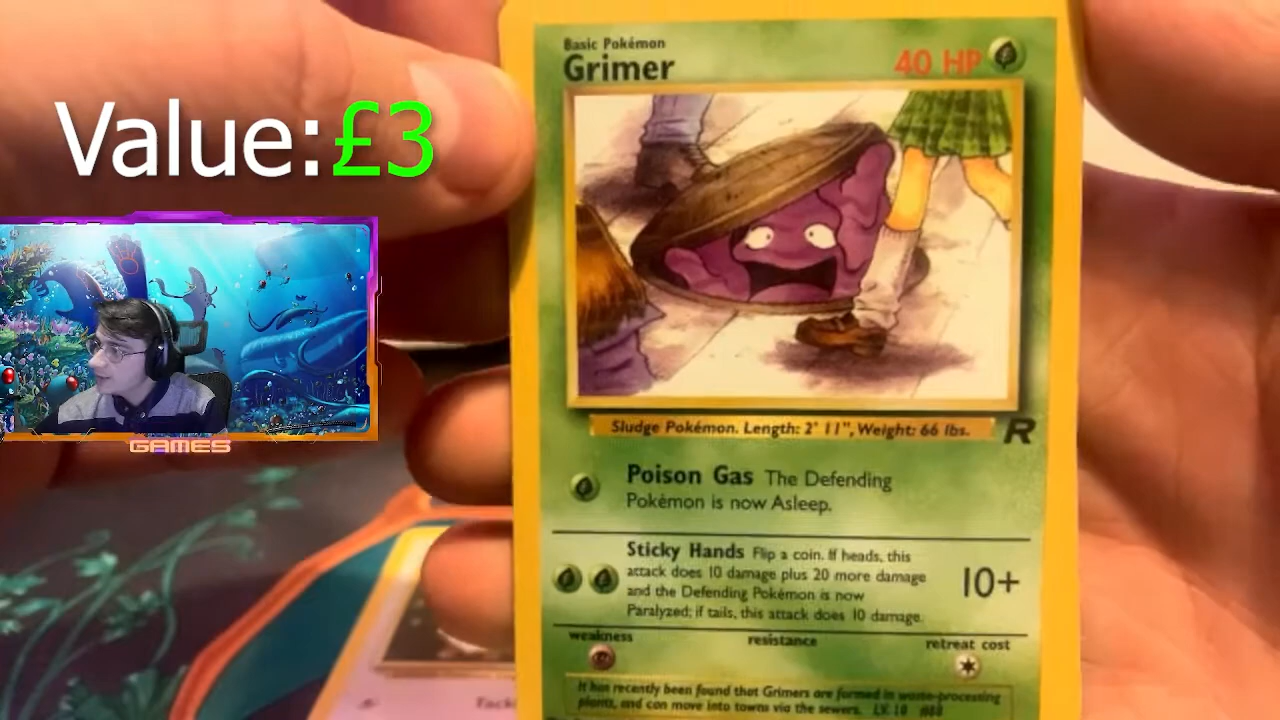 Basic Pokémon
Grimer
40 HP
Value:£3
GAMES
Sludge Pokémon. Length: 2' 11", Weight: 66 lbs.
R
Poison Gas The Defending
Pokémon is now Asleep.
Sticky Hands Flip a coin. If heads, this
attack does 10 damage plus 20 more damage
and the Defending Pokémon is now
Paralyzed; if tails, this attack does 10 damage.
10+
weakness
resistance
retreat cost
It has recently been found that Grimers are formed in waste-processing
plants, and can move into towns via the sewers. LV. 10 #88